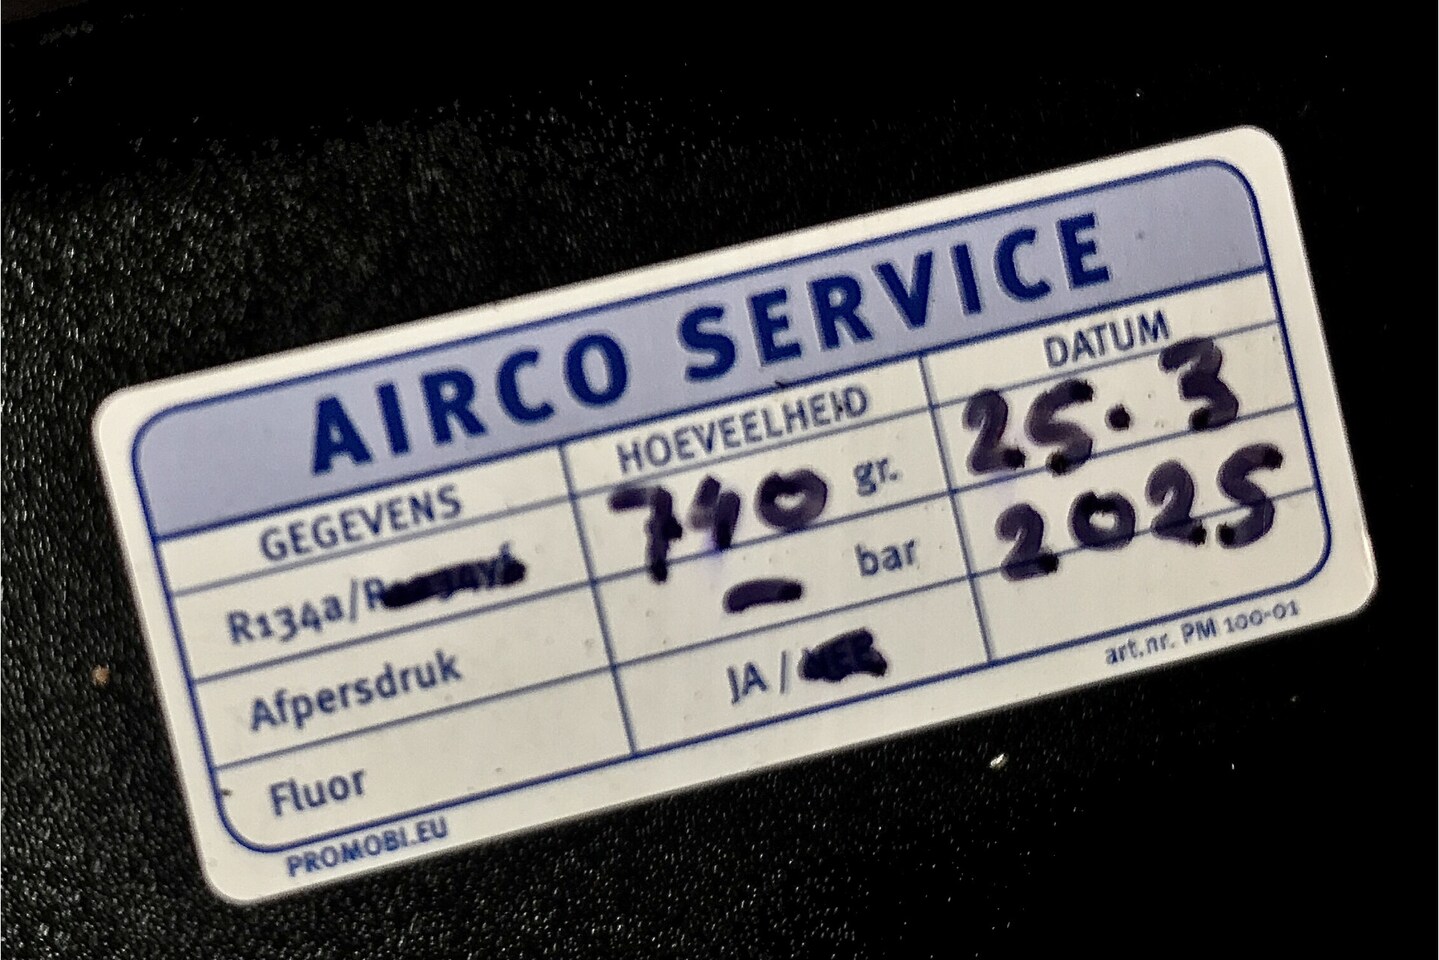 AIRCO SERVICE
GEGEVENS HOEVEELHEID DATUM
R134a/ 740 gr. 25.3
Afpersdruk – bar 2025
Fluor JA /
PROMOBI.EU art.nr. PM 100-01